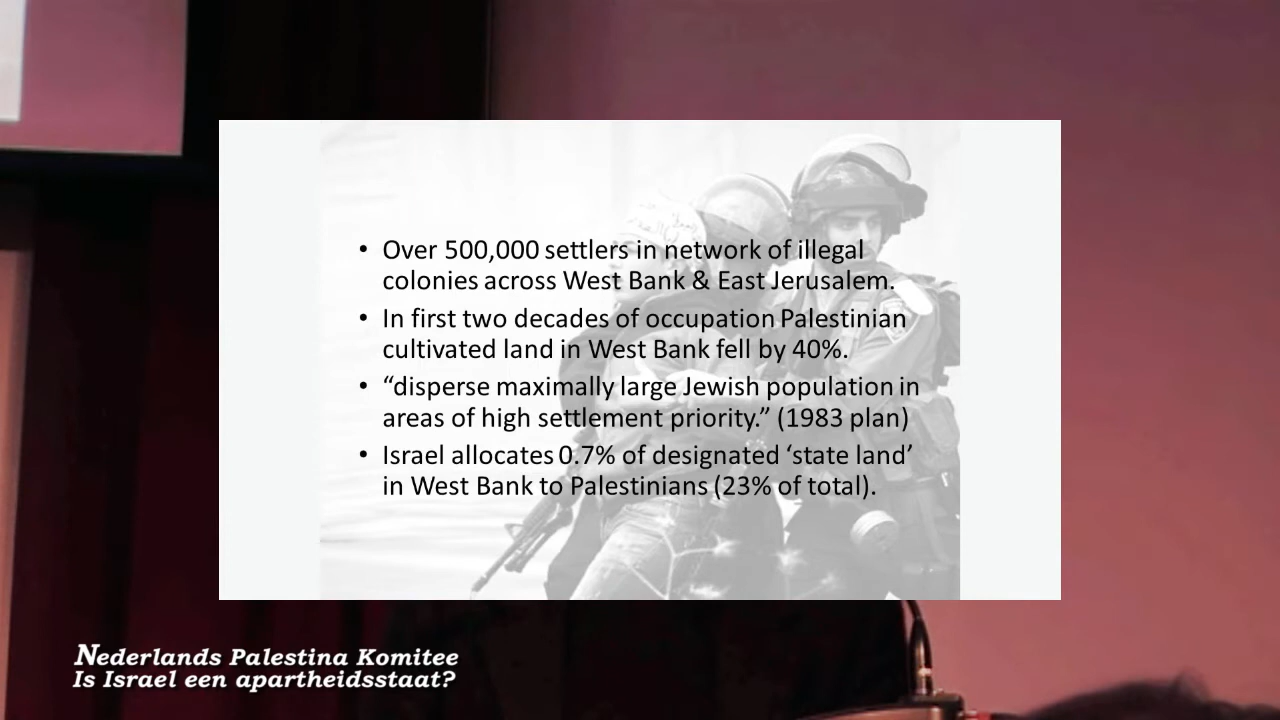 • Over 500,000 settlers in network of illegal
colonies across West Bank & East Jerusalem.
• In first two decades of occupation Palestinian
cultivated land in West Bank fell by 40%.
• “disperse maximally large Jewish population in
areas of high settlement priority.” (1983 plan)
• Israel allocates 0.7% of designated ‘state land’
in West Bank to Palestinians (23% of total).
Nederlands Palestina Komitee
Is Israel een apartheidsstaat?